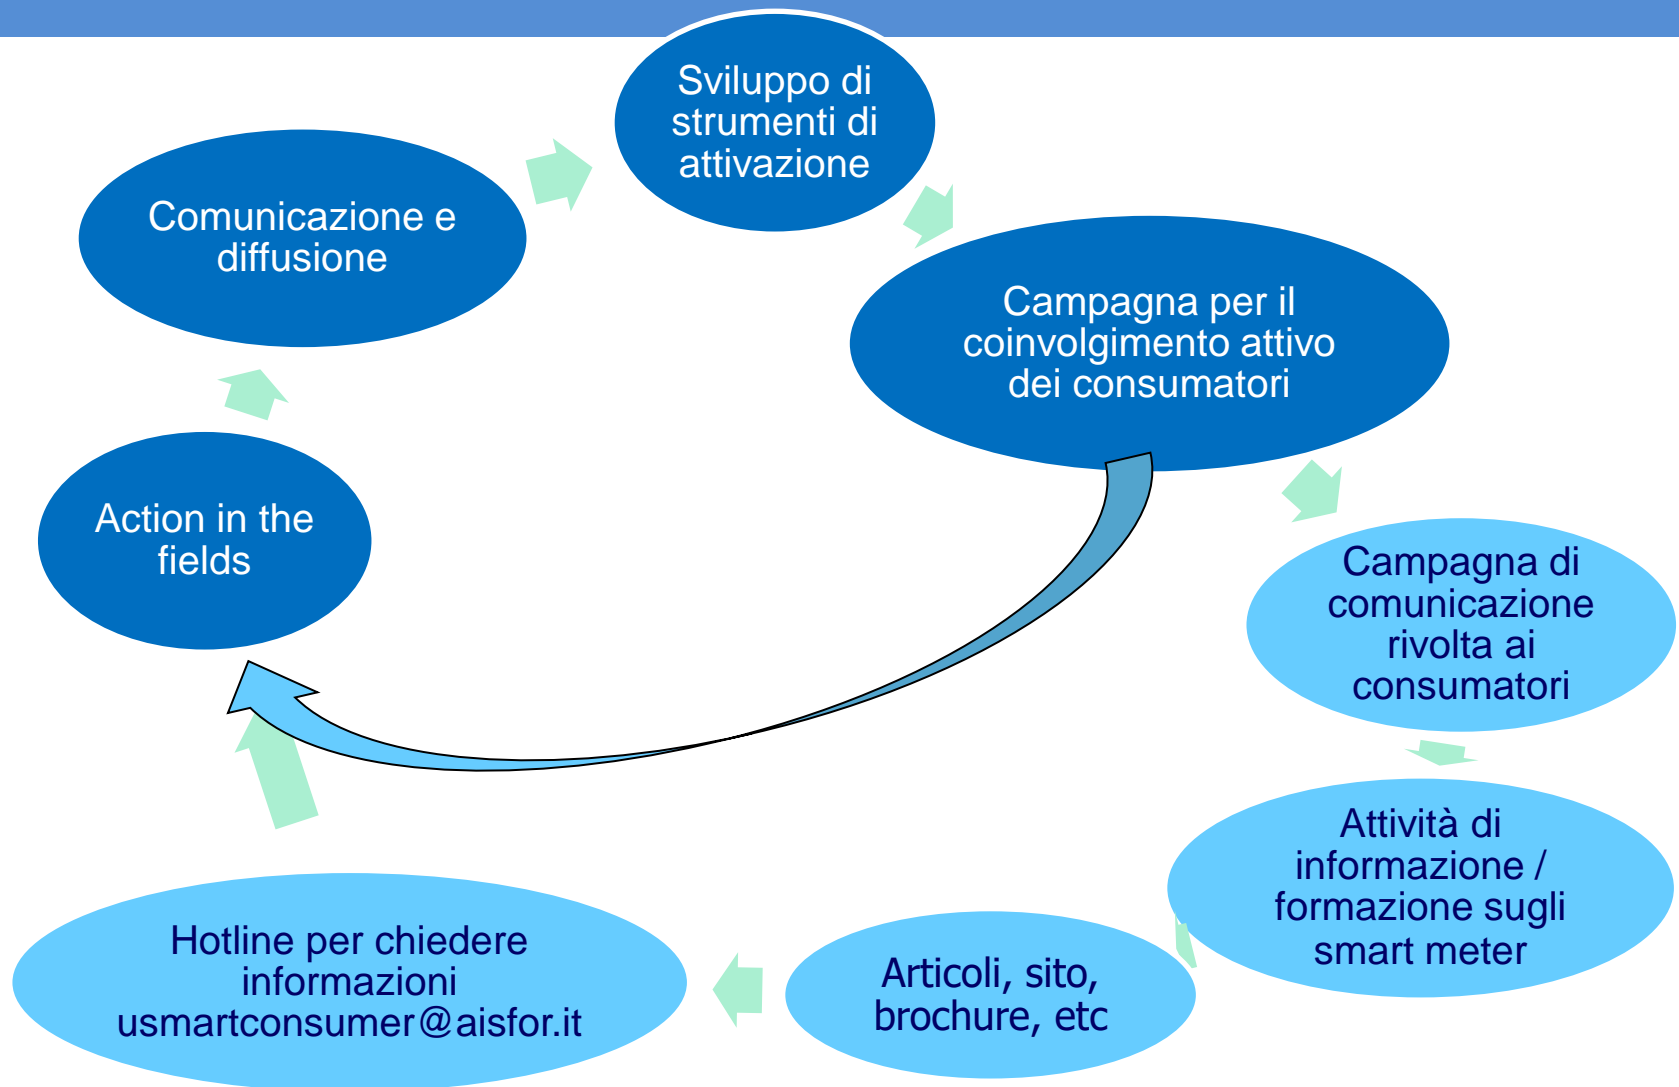 Sviluppo di
strumenti di
attivazione
Comunicazione e
diffusione
Campagna per il
coinvolgimento attivo
dei consumatori
Action in the
fields
Campagna di
comunicazione
rivolta ai
consumatori
Attività di
informazione /
formazione sugli
smart meter
Articoli, sito,
brochure, etc
Hotline per chiedere
informazioni
usmartconsumer@aisfor.it